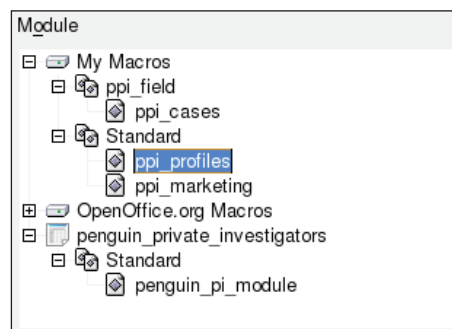 Module
My Macros
ppi_field
ppi_cases
Standard
ppi_profiles
ppi_marketing
OpenOffice.org Macros
penguin_private_investigators
Standard
penguin_pi_module